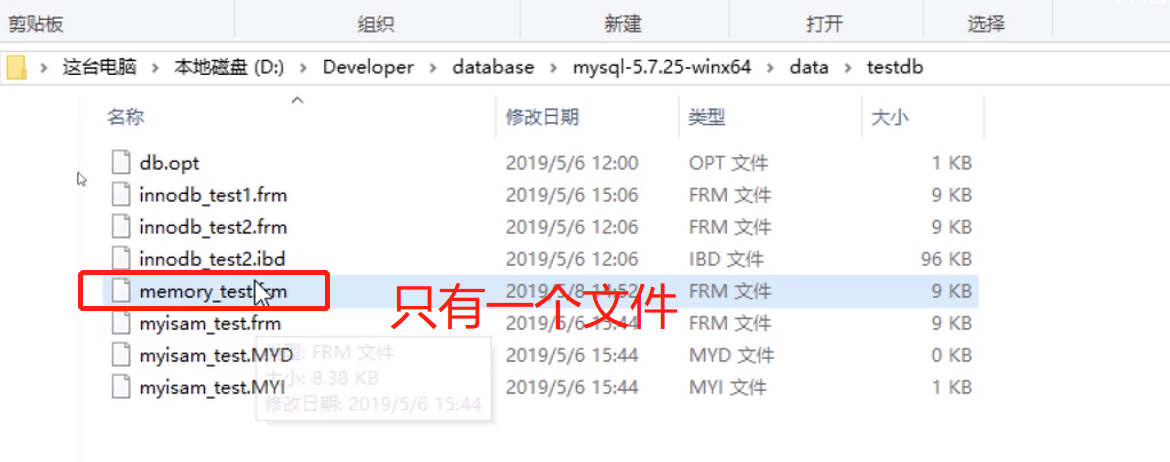 剪贴板 组织 新建 打开 选择
这台电脑 > 本地磁盘 (D:) > Developer > database > mysql-5.7.25-winx64 > data > testdb
名称 修改日期 类型 大小
db.opt 2019/5/6 12:00 OPT 文件 1 KB
innodb_test1.frm 2019/5/6 15:06 FRM 文件 9 KB
innodb_test2.frm 2019/5/6 12:06 FRM 文件 9 KB
innodb_test2.ibd 2019/5/6 12:06 IBD 文件 96 KB
memory_test.frm 2019/5/8 14:52 FRM 文件 9 KB
只有一个文件
myisam_test.frm 2019/5/6 15:44 FRM 文件 9 KB
myisam_test.MYD 2019/5/6 15:44 MYD 文件 0 KB
myisam_test.MYI 2019/5/6 15:44 MYI 文件 1 KB
类型: FRM 文件
大小: 8.38 KB
修改日期: 2019/5/6 15:44